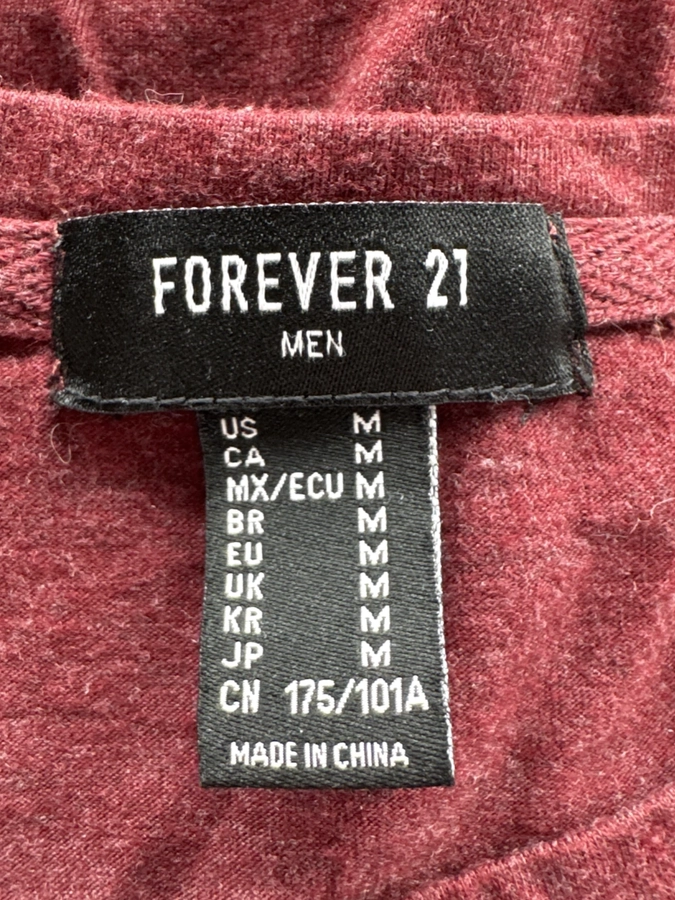 FOREVER 21
MEN
US M
CA M
MX/ECU M
BR M
EU M
UK M
KR M
JP M
CN 175/101A
MADE IN CHINA